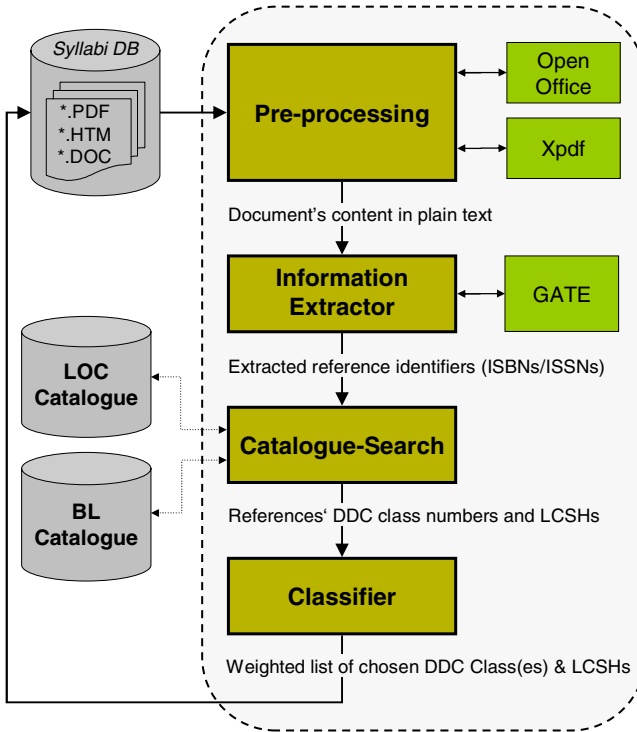 Syllabi DB
*.PDF
*.HTM
*.DOC
Pre-processing
Open
Office
Xpdf
Document's content in plain text
Information
Extractor
GATE
Extracted reference identifiers (ISBNs/ISSNs)
LOC
Catalogue
Catalogue-Search
BL
Catalogue
References‘ DDC class numbers and LCSHs
Classifier
Weighted list of chosen DDC Class(es) & LCSHs